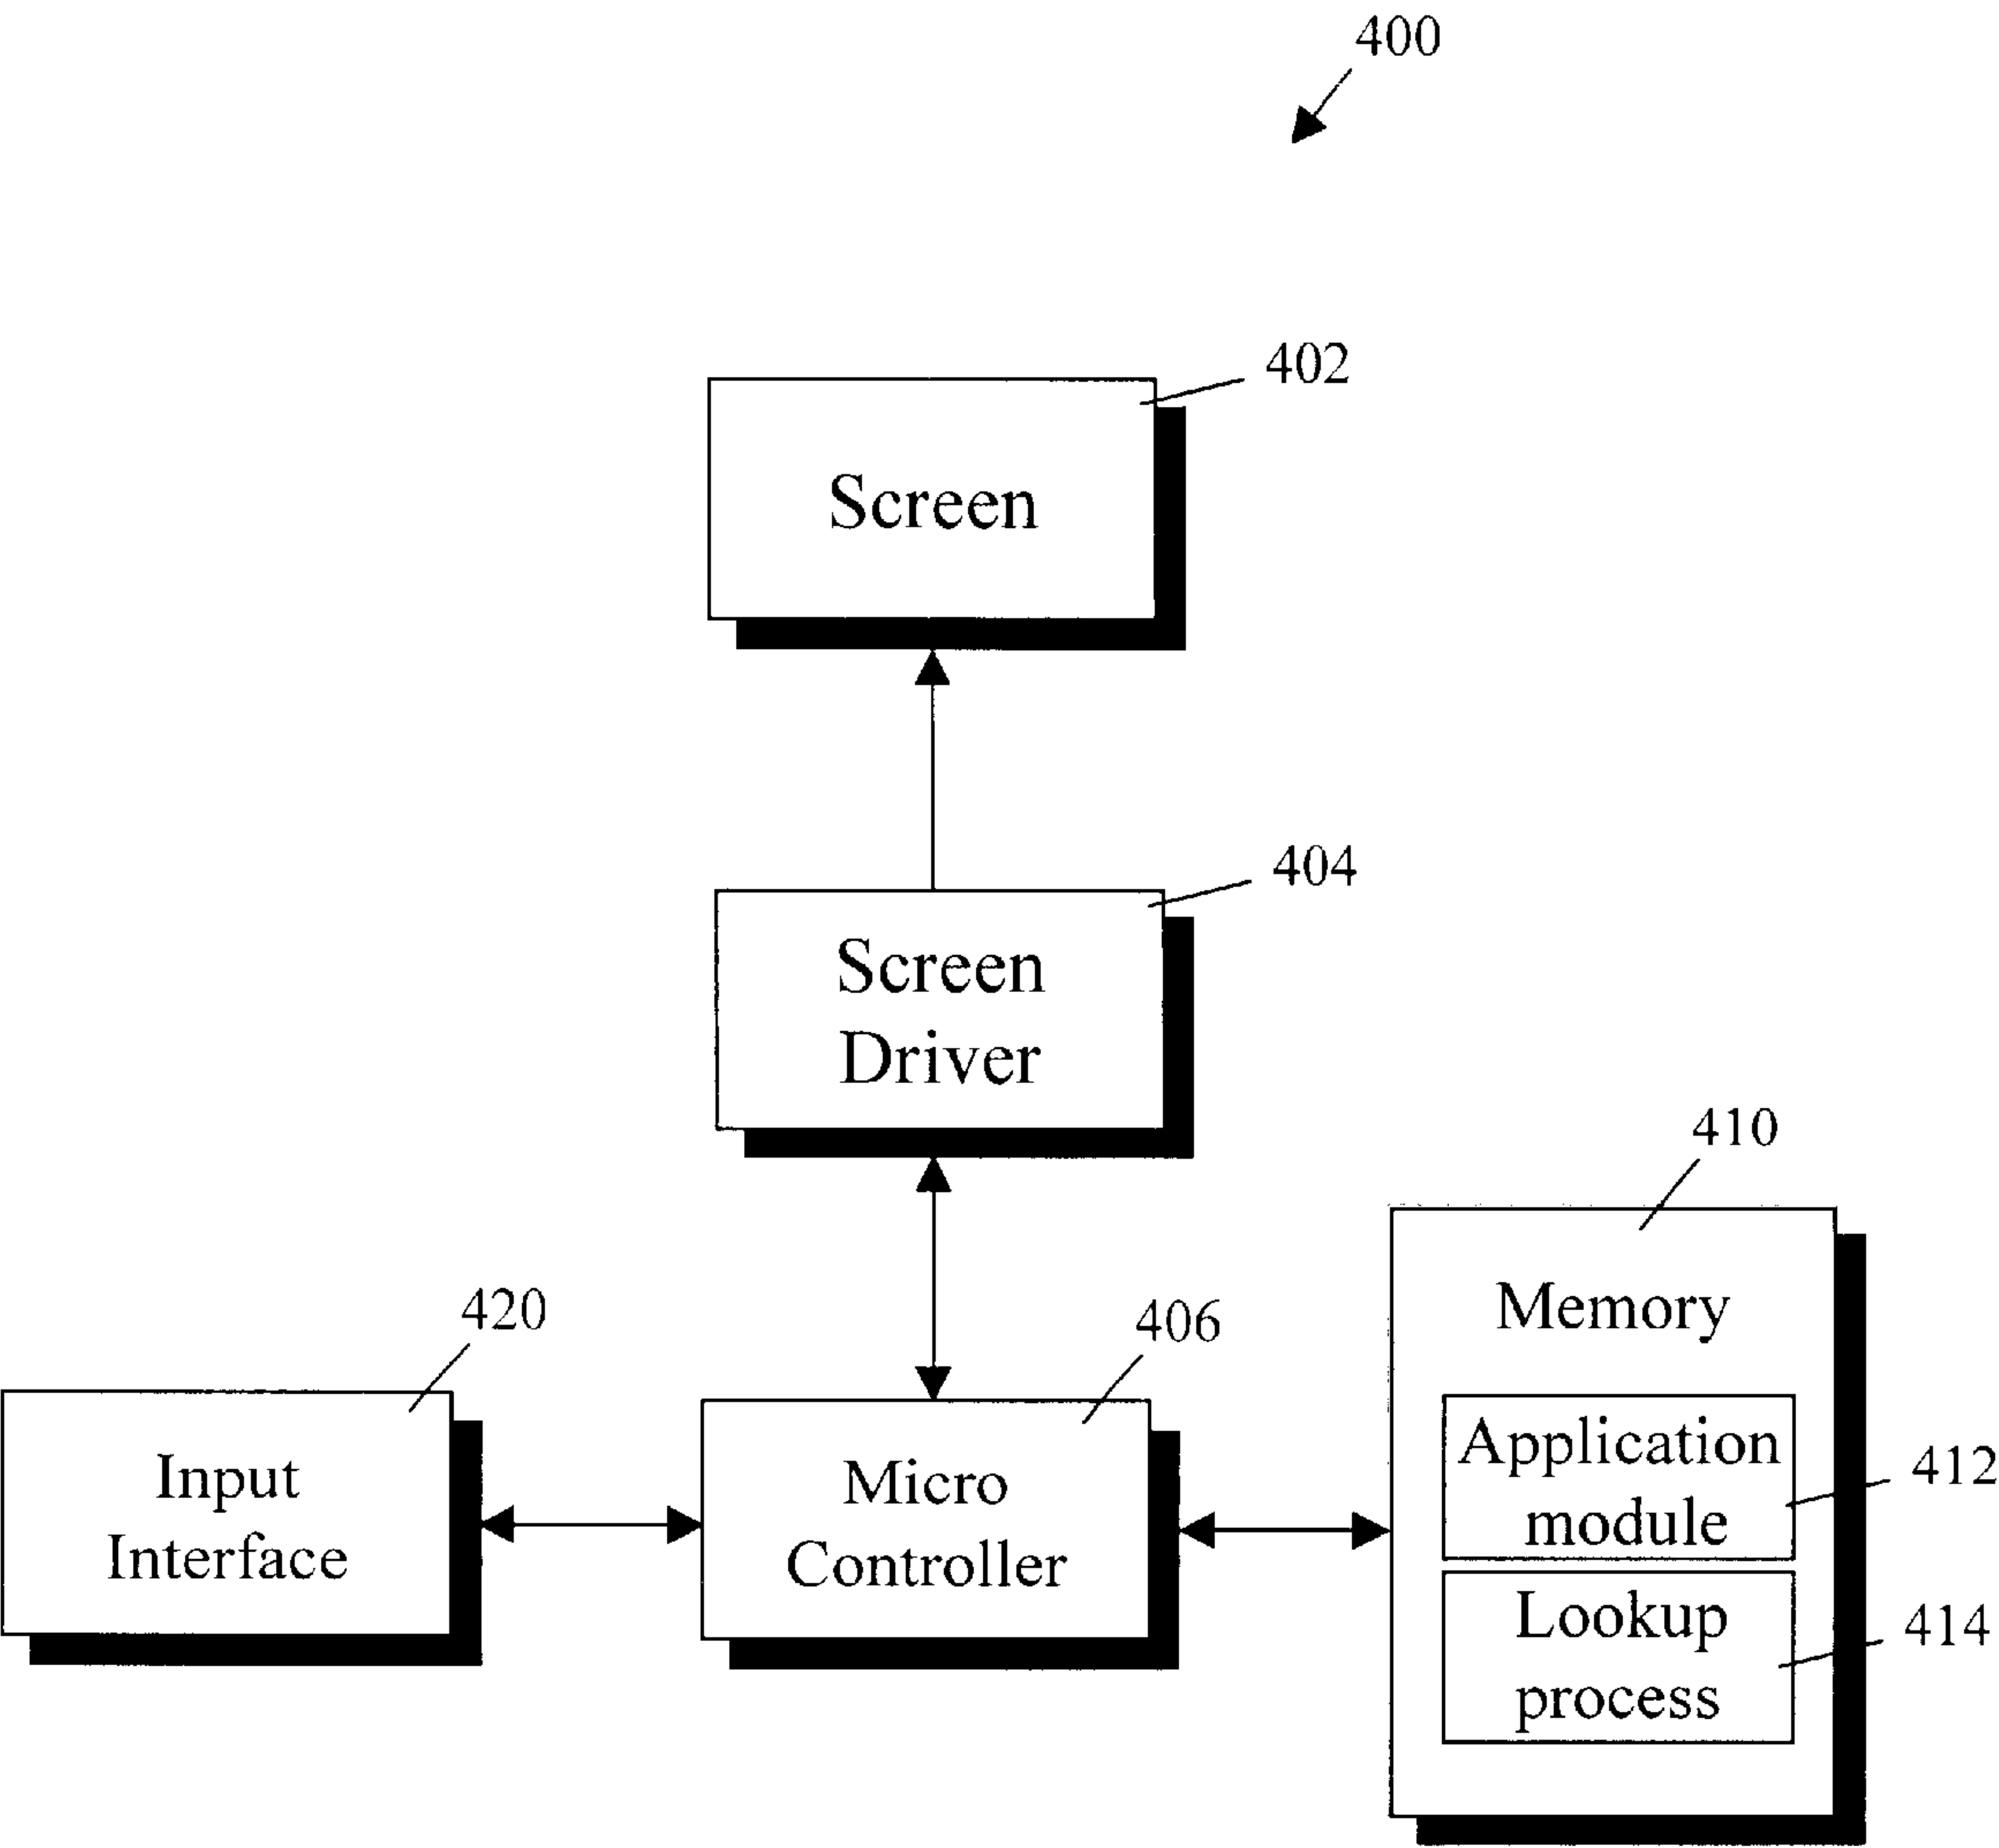 400
402
Screen
404
Screen
Driver
410
Memory
420
406
Input
Interface
Micro
Controller
Application
module
412
Lookup
process
414